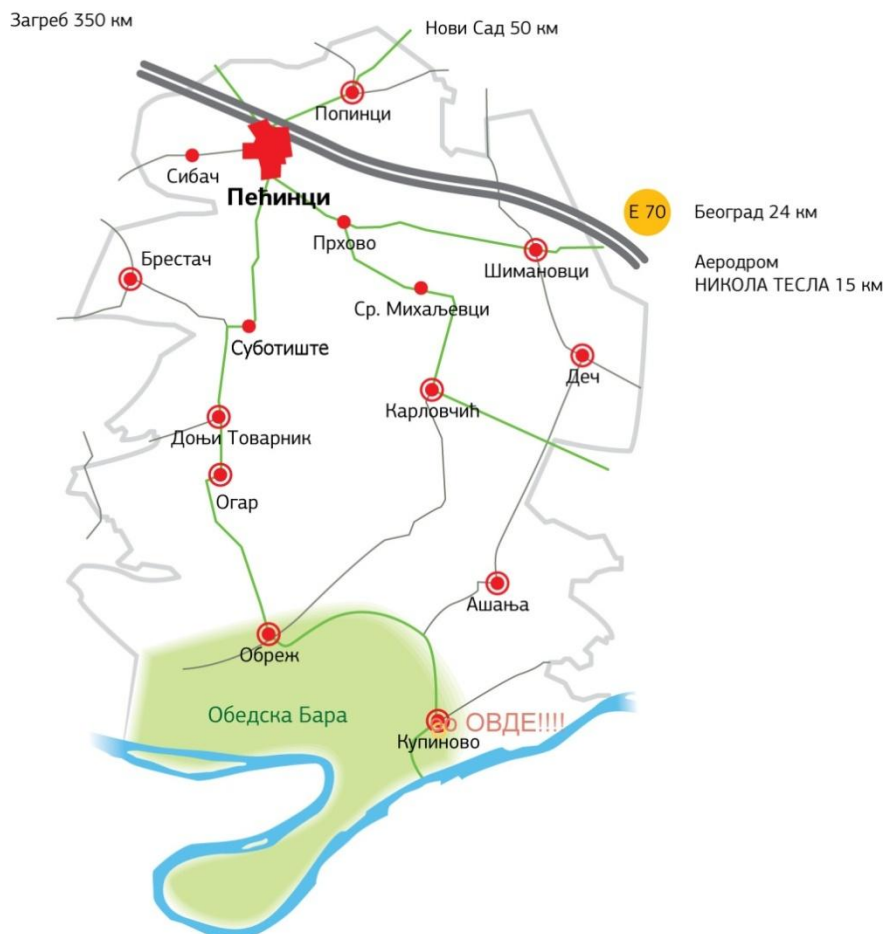 Загреб 350 км
Нови Сад 50 км
Попинци
Сибач
Пећинци
E 70
Београд 24 км
Прхово
Шимановци
Брестач
Аеродром
НИКОЛА ТЕСЛА 15 км
Ср. Михаљевци
Суботиште
Деч
Карловчић
Доњи Товарник
Огар
Ашања
Обреж
Обедска Бара
ОВДЕ!!!!
Купиново